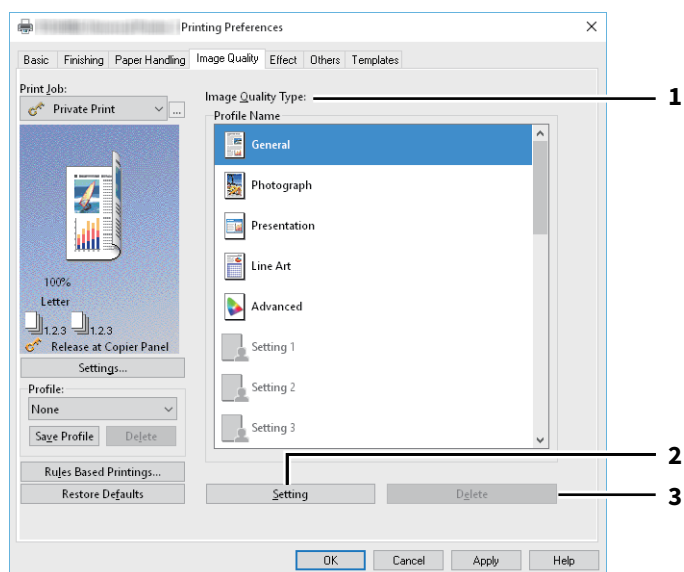 Printing Preferences
Basic Finishing Paper Handling Image Quality Effect Others Templates
Print Job:
Private Print
...
100%
Letter
1.2.3 1.2.3
Release at Copier Panel
Settings...
Profile:
None
Save Profile Delete
Rules Based Printings...
Restore Defaults
Image Quality Type:
1
Profile Name
General
Photograph
Presentation
Line Art
Advanced
Setting 1
Setting 2
Setting 3
2
Setting Delete
3
OK Cancel Apply Help